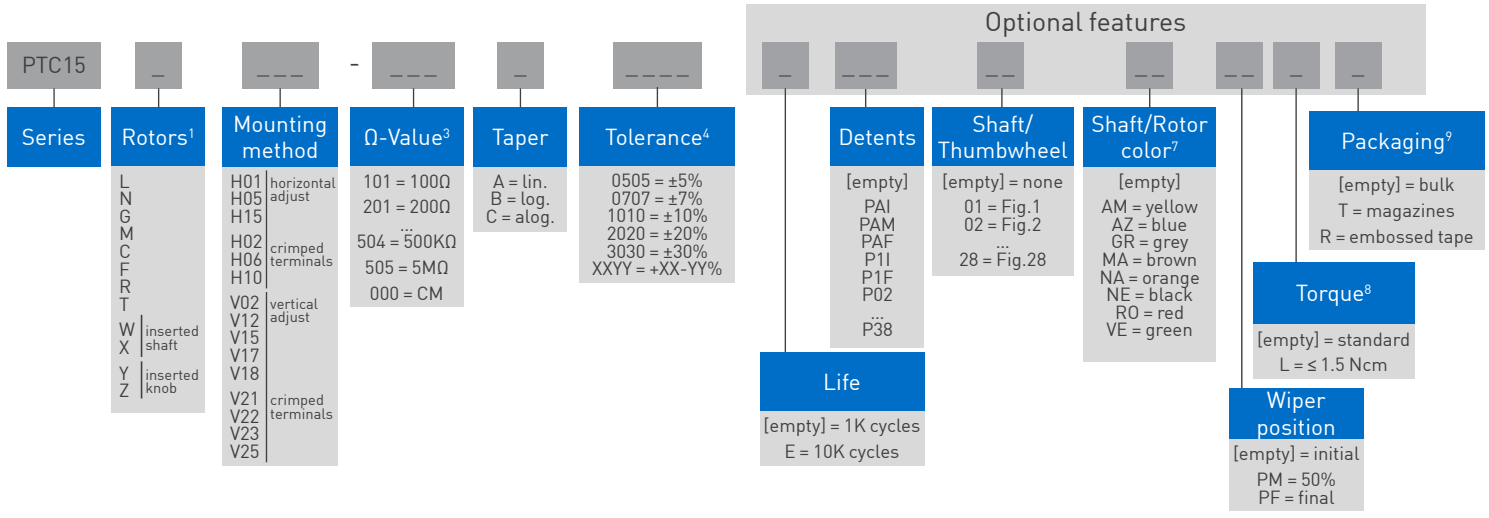 Optional features
PTC15 _ _ _ _ - _ _ _ _ _ _ _ _ _ _ _ _ _ _ _ _ _ _ _ _
Series
Rotors¹
L
N
G
M
C
F
R
T
W
X
inserted
shaft
Y
Z
inserted
knob
Mounting
method
H01
H05
H15
horizontal
adjust
H02
H06
H10
crimped
terminals
V02
V12
V15
V17
V18
vertical
adjust
V21
V22
V23
V25
crimped
terminals
Ω-Value³
101 = 100Ω
201 = 200Ω
...
504 = 500KΩ
505 = 5MΩ
000 = CM
Taper
A = lin.
B = log.
C = alog.
Tolerance⁴
0505 = ±5%
0707 = ±7%
1010 = ±10%
2020 = ±20%
3030 = ±30%
XXYY = +XX-YY%
Life
[empty] = 1K cycles
E = 10K cycles
Detents
[empty]
PAI
PAM
PAF
P1I
P1F
P02
...
P38
Shaft/
Thumbwheel
[empty] = none
01 = Fig.1
02 = Fig.2
...
28 = Fig.28
Shaft/Rotor
color⁷
[empty]
AM = yellow
AZ = blue
GR = grey
MA = brown
NA = orange
NE = black
RO = red
VE = green
Wiper
position
[empty] = initial
PM = 50%
PF = final
Torque⁸
[empty] = standard
L = ≤ 1.5 Ncm
Packaging⁹
[empty] = bulk
T = magazines
R = embossed tape